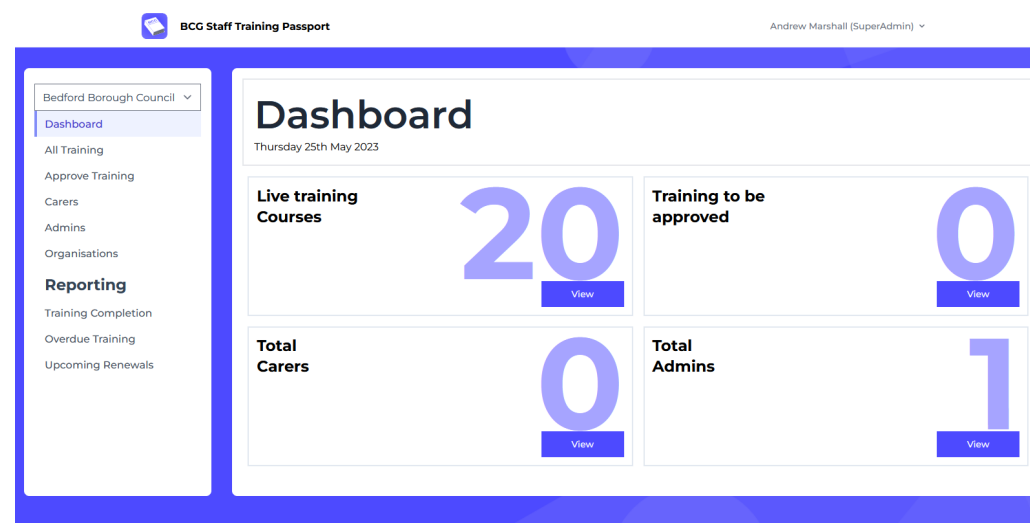 BCG Staff Training Passport
Andrew Marshall (SuperAdmin)
Bedford Borough Council
Dashboard
All Training
Approve Training
Carers
Admins
Organisations
Reporting
Training Completion
Overdue Training
Upcoming Renewals
Dashboard
Thursday 25th May 2023
Live training
Courses
20
View
Training to be
approved
0
View
Total
Carers
0
View
Total
Admins
1
View